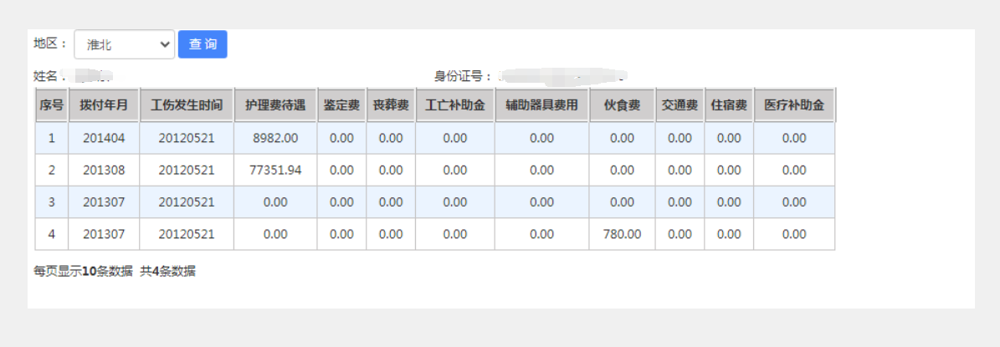 地区： 淮北 查 询
姓名： 身份证号：
序号 拨付年月 工伤发生时间 护理费待遇 鉴定费 丧葬费 工亡补助金 辅助器具费用 伙食费 交通费 住宿费 医疗补助金
1 201404 20120521 8982.00 0.00 0.00 0.00 0.00 0.00 0.00 0.00 0.00
2 201308 20120521 77351.94 0.00 0.00 0.00 0.00 0.00 0.00 0.00 0.00
3 201307 20120521 0.00 0.00 0.00 0.00 0.00 0.00 0.00 0.00 0.00
4 201307 20120521 0.00 0.00 0.00 0.00 0.00 780.00 0.00 0.00 0.00
每页显示10条数据 共4条数据